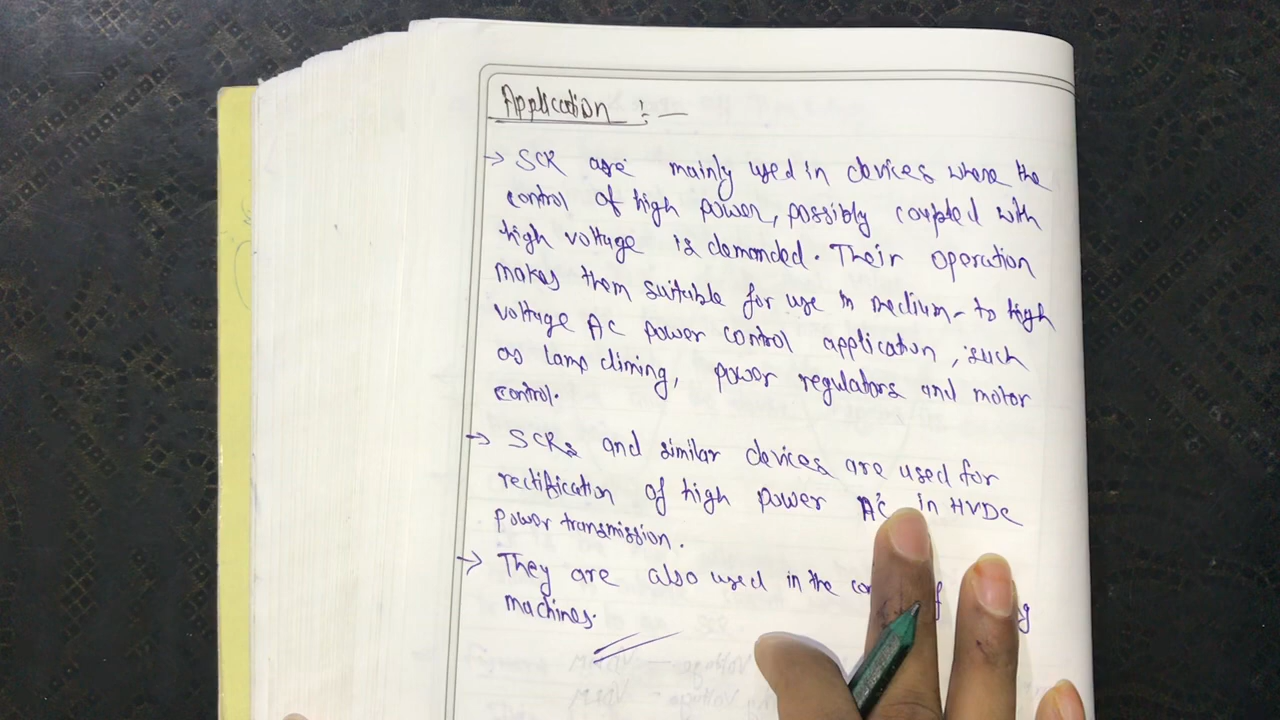 Application :-
→ SCR are mainly used in devices where the
control of high power, possibly coupled with
high voltage is demanded. Their operation
makes them suitable for use in medium - to high
voltage AC power control application, such
as lamp diming, power regulators and motor
control.
→ SCRs and similar devices are used for
rectification of high power AC in HVDC
power transmission.
→ They are also used in the
machines.